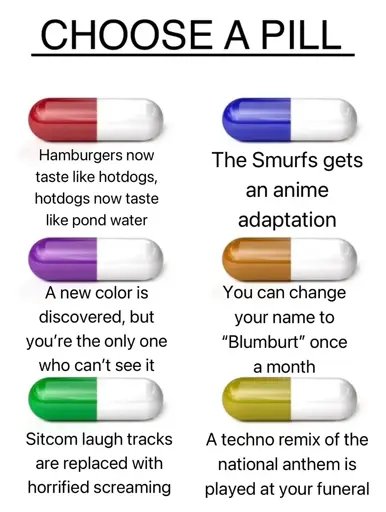 CHOOSE A PILL
Hamburgers now
taste like hotdogs,
hotdogs now taste
like pond water
The Smurfs gets
an anime
adaptation
A new color is
discovered, but
you’re the only one
who can’t see it
You can change
your name to
“Blumburt” once
a month
Sitcom laugh tracks
are replaced with
horrified screaming
A techno remix of the
national anthem is
played at your funeral